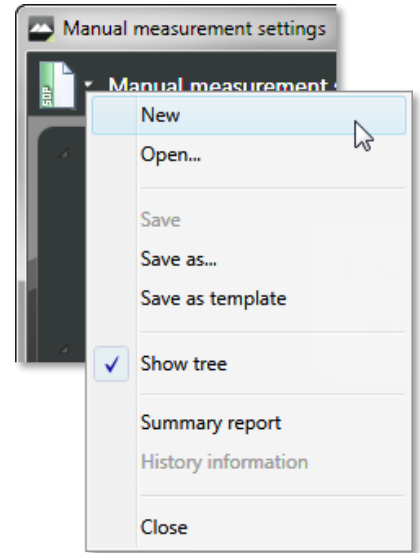 Manual measurement settings
SOP
Manual measurement s
New
Open...
Save
Save as...
Save as template
Show tree
Summary report
History information
Close